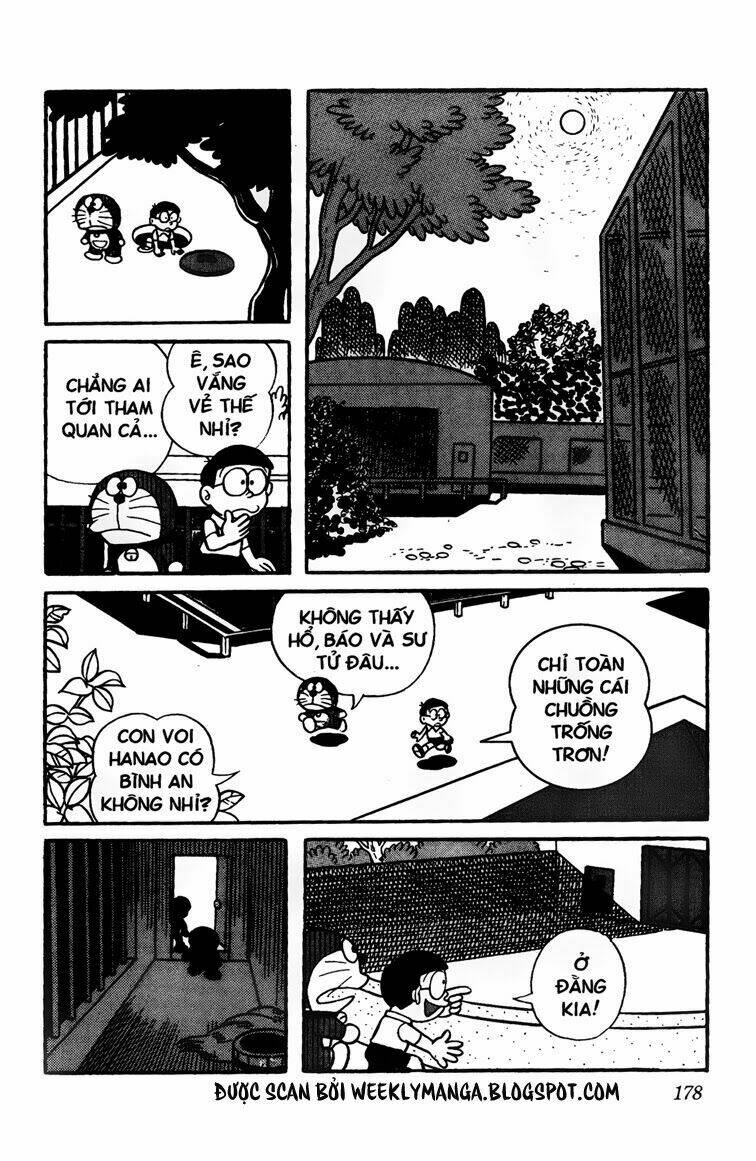 Ê, SAO
VẮNG
VẺ THẾ
NHỈ?
CHẲNG AI
TỚI THAM
QUAN CẢ...
KHÔNG THẤY
HỔ, BÁO VÀ SƯ
TỬ ĐÂU...
CHỈ TOÀN
NHỮNG CÁI
CHUỒNG
TRỐNG
TRƠN!
CON VOI
HANAO CÓ
BÌNH AN
KHÔNG NHỈ?
Ở
ĐẰNG
KIA!
ĐƯỢC SCAN BỞI WEEKLYMANGA.BLOGSPOT.COM
178